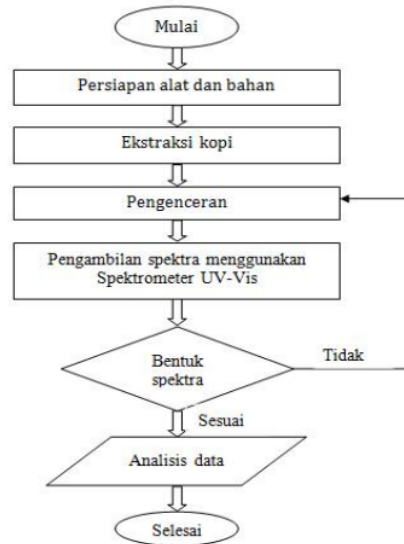 Mulai
Persiapan alat dan bahan
Ekstraksi kopi
Pengenceran
Pengambilan spektra menggunakan
Spektrometer UV-Vis
Bentuk
spektra
Tidak
Sesuai
Analisis data
Selesai